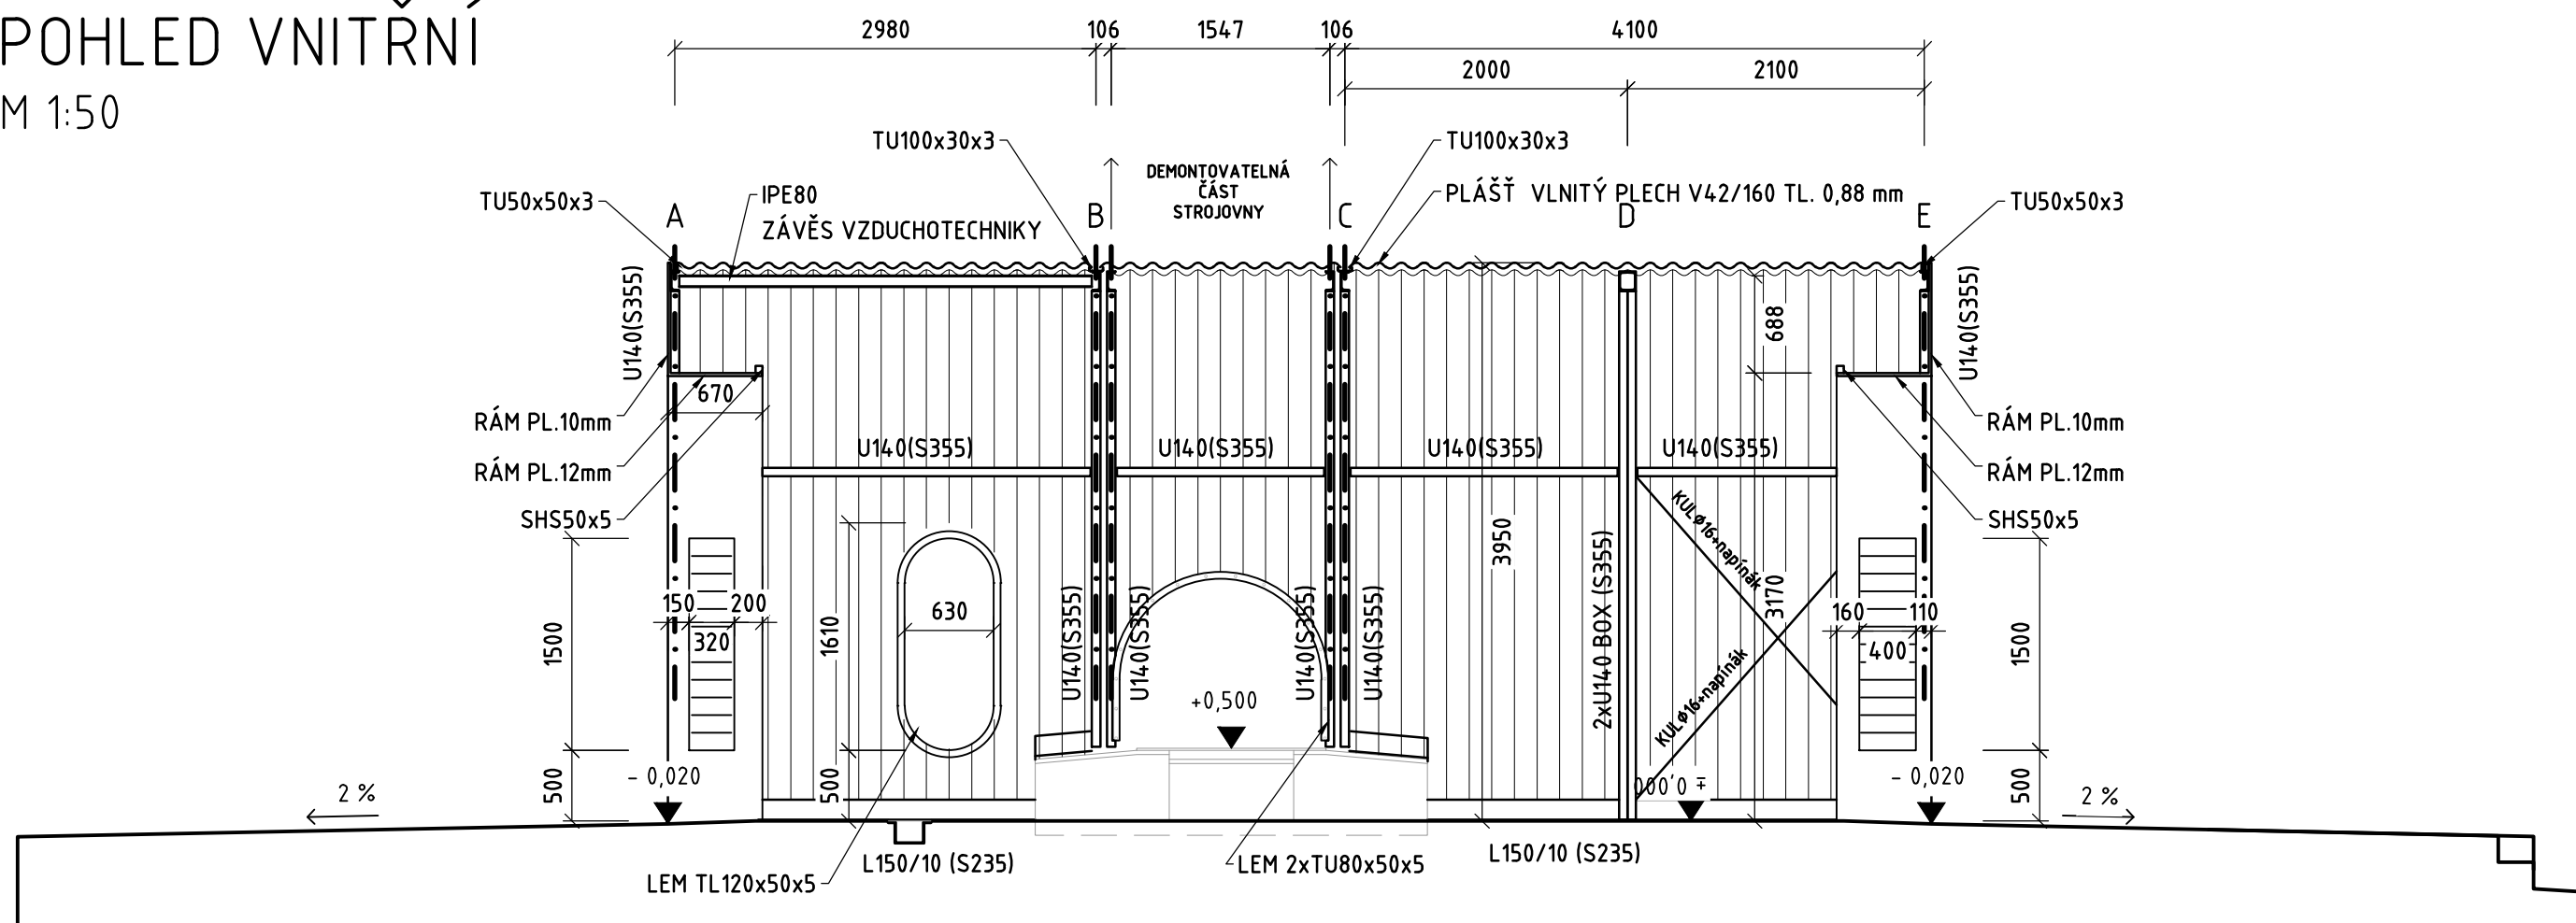 POHLED VNITŘNÍ
M 1:50
2980
106
1547
106
4100
2000
2100
TU100x30x3
TU100x30x3
DEMONTOVATELNÁ
ČÁST
STROJOVNY
TU50x50x3
IPE80
ZÁVĚS VZDUCHOTECHNIKY
PLÁŠŤ VLNITÝ PLECH V42/160 TL. 0,88 mm
TU50x50x3
A
B
C
D
E
U140(S355)
U140(S355)
688
670
RÁM PL.10mm
RÁM PL.12mm
SHS50x5
RÁM PL.10mm
RÁM PL.12mm
SHS50x5
U140(S355)
U140(S355)
U140(S355)
U140(S355)
KULø16+napínák
KULø16+napínák
3950
3170
2xU140 BOX (S355)
U140(S355)
U140(S355)
U140(S355)
U140(S355)
1500
150
200
320
1610
630
160
110
400
1500
+0,500
500
- 0,020
500
± 0,000
- 0,020
500
2 %
2 %
L150/10 (S235)
LEM TL120x50x5
LEM 2xTU80x50x5
L150/10 (S235)